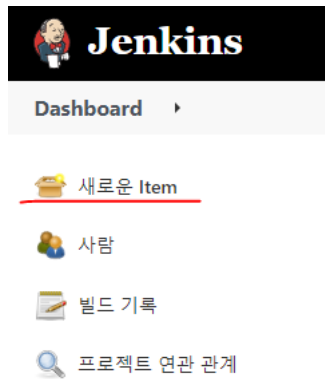 Jenkins
Dashboard
새로운 Item
사람
빌드 기록
프로젝트 연관 관계